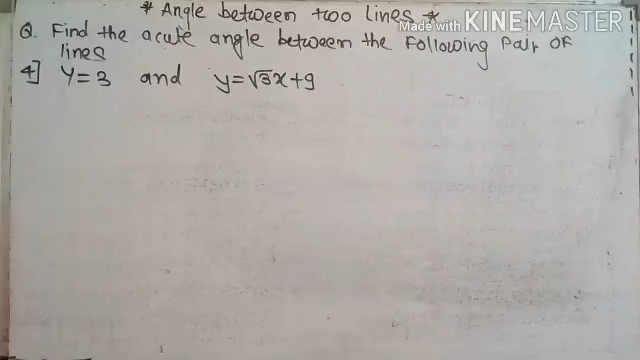 * Angle between two lines *
Made with KINEMASTER
Q. Find the acute angle between the following pair of
lines
4] y=3 and y=√3x+9